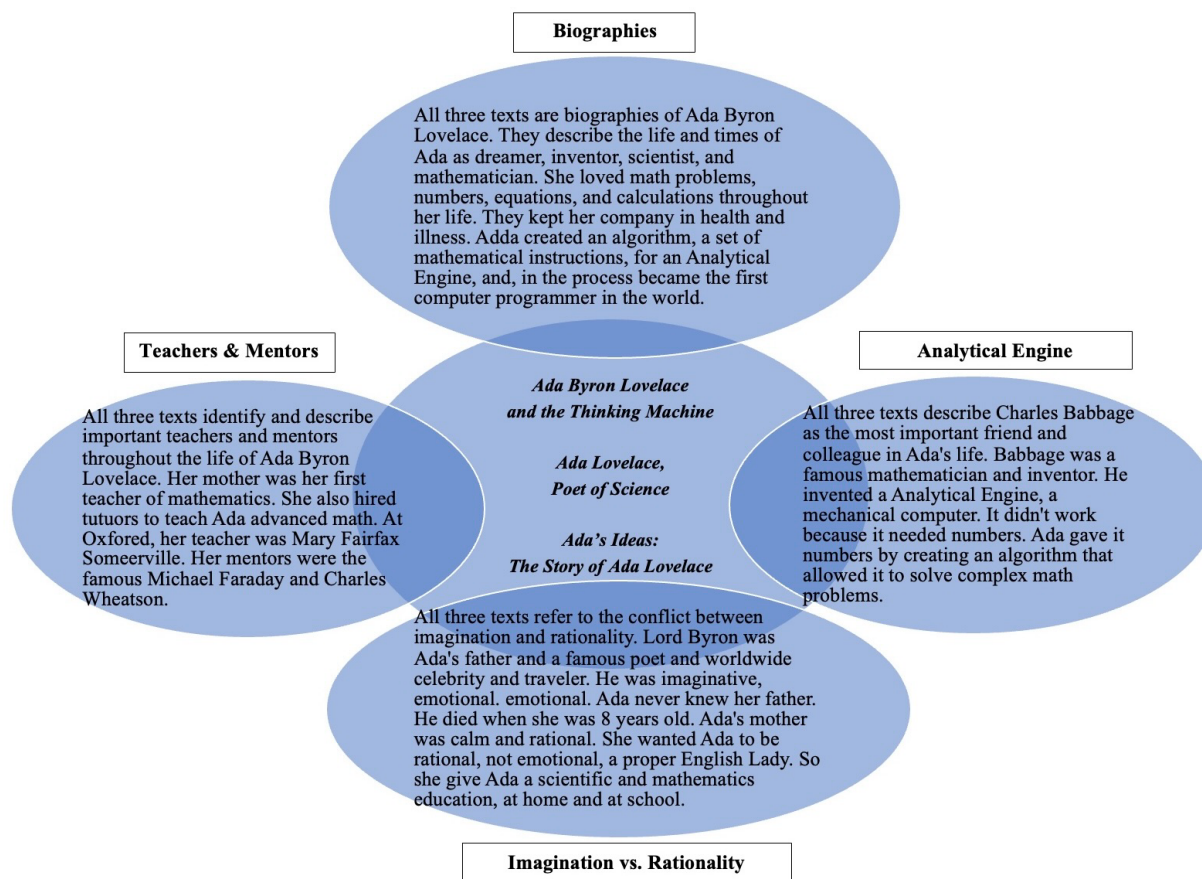 Biographies
All three texts are biographies of Ada Byron
Lovelace. They describe the life and times of
Ada as dreamer, inventor, scientist, and
mathematician. She loved math problems,
numbers, equations, and calculations throughout
her life. They kept her company in health and
illness. Adda created an algorithm, a set of
mathematical instructions, for an Analytical
Engine, and, in the process became the first
computer programmer in the world.
Teachers & Mentors
All three texts identify and describe
important teachers and mentors
throughout the life of Ada Byron
Lovelace. Her mother was her first
teacher of mathematics. She also hired
tutuors to teach Ada advanced math. At
Oxfored, her teacher was Mary Fairfax
Someerville. Her mentors were the
famous Michael Faraday and Charles
Wheatson.
Ada Byron Lovelace
and the Thinking Machine
Ada Lovelace,
Poet of Science
Ada's Ideas:
The Story of Ada Lovelace
Analytical Engine
All three texts describe Charles Babbage
as the most important friend and
colleague in Ada's life. Babbage was a
famous mathematician and inventor. He
invented a Analytical Engine, a
mechanical computer. It didn't work
because it needed numbers. Ada gave it
numbers by creating an algorithm that
allowed it to solve complex math
problems.
All three texts refer to the conflict between
imagination and rationality. Lord Byron was
Ada's father and a famous poet and worldwide
celebrity and traveler. He was imaginative,
emotional. emotional. Ada never knew her father.
He died when she was 8 years old. Ada's mother
was calm and rational. She wanted Ada to be
rational, not emotional, a proper English Lady. So
she give Ada a scientific and mathematics
education, at home and at school.
Imagination vs. Rationality